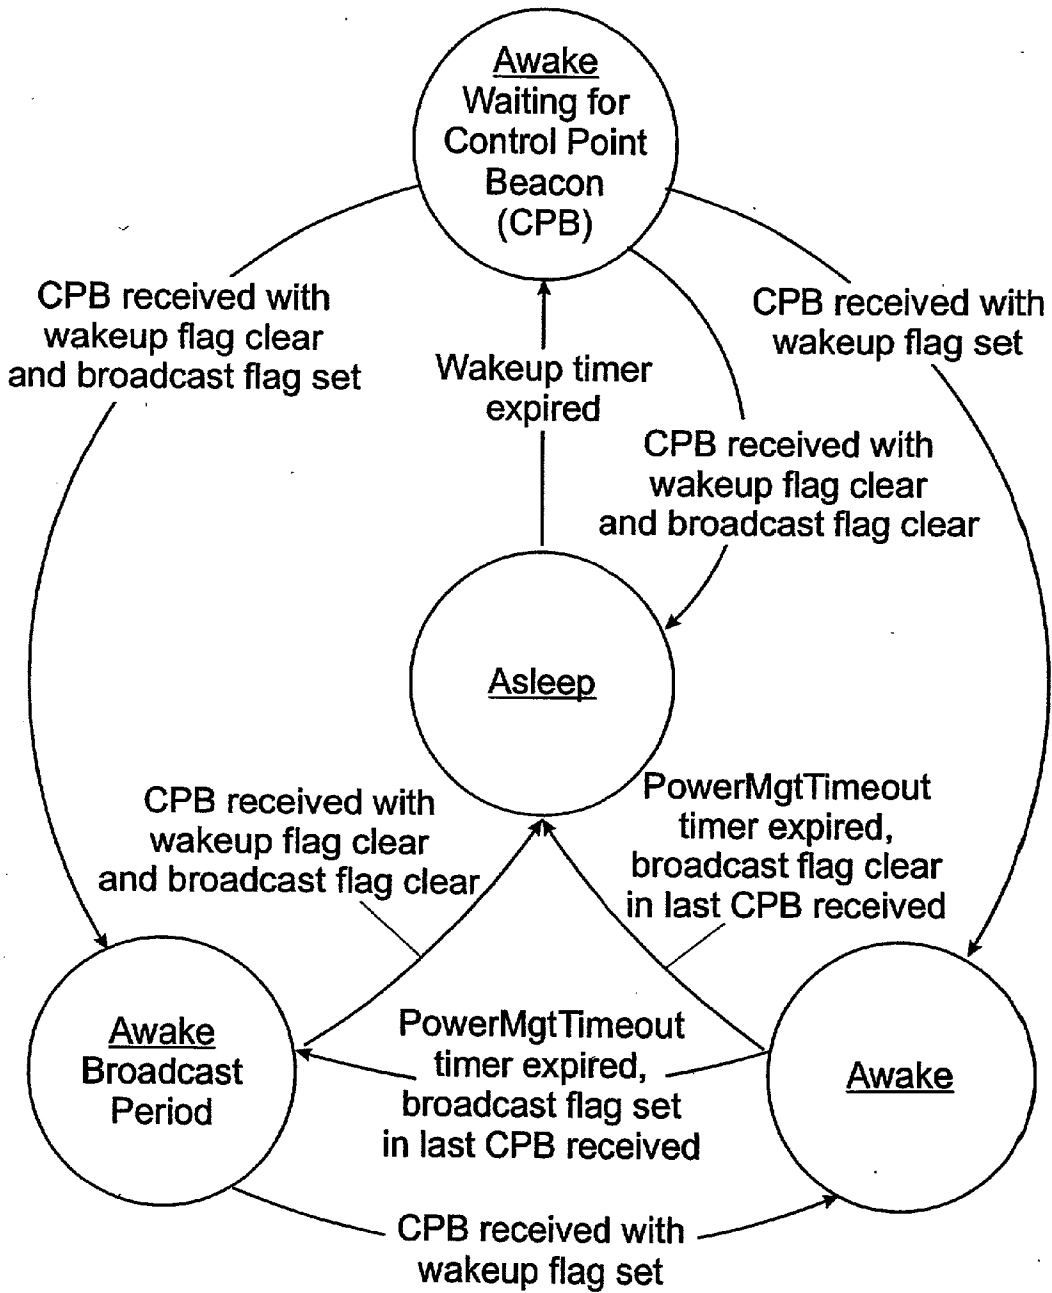 Awake
Waiting for
Control Point
Beacon
(CPB)
CPB received with
wakeup flag clear
and broadcast flag set
CPB received with
wakeup flag set
Wakeup timer
expired
CPB received with
wakeup flag clear
and broadcast flag clear
Asleep
CPB received with
wakeup flag clear
and broadcast flag clear
PowerMgtTimeout
timer expired,
broadcast flag clear
in last CPB received
Awake
Broadcast
Period
PowerMgtTimeout
timer expired,
broadcast flag set
in last CPB received
Awake
CPB received with
wakeup flag set